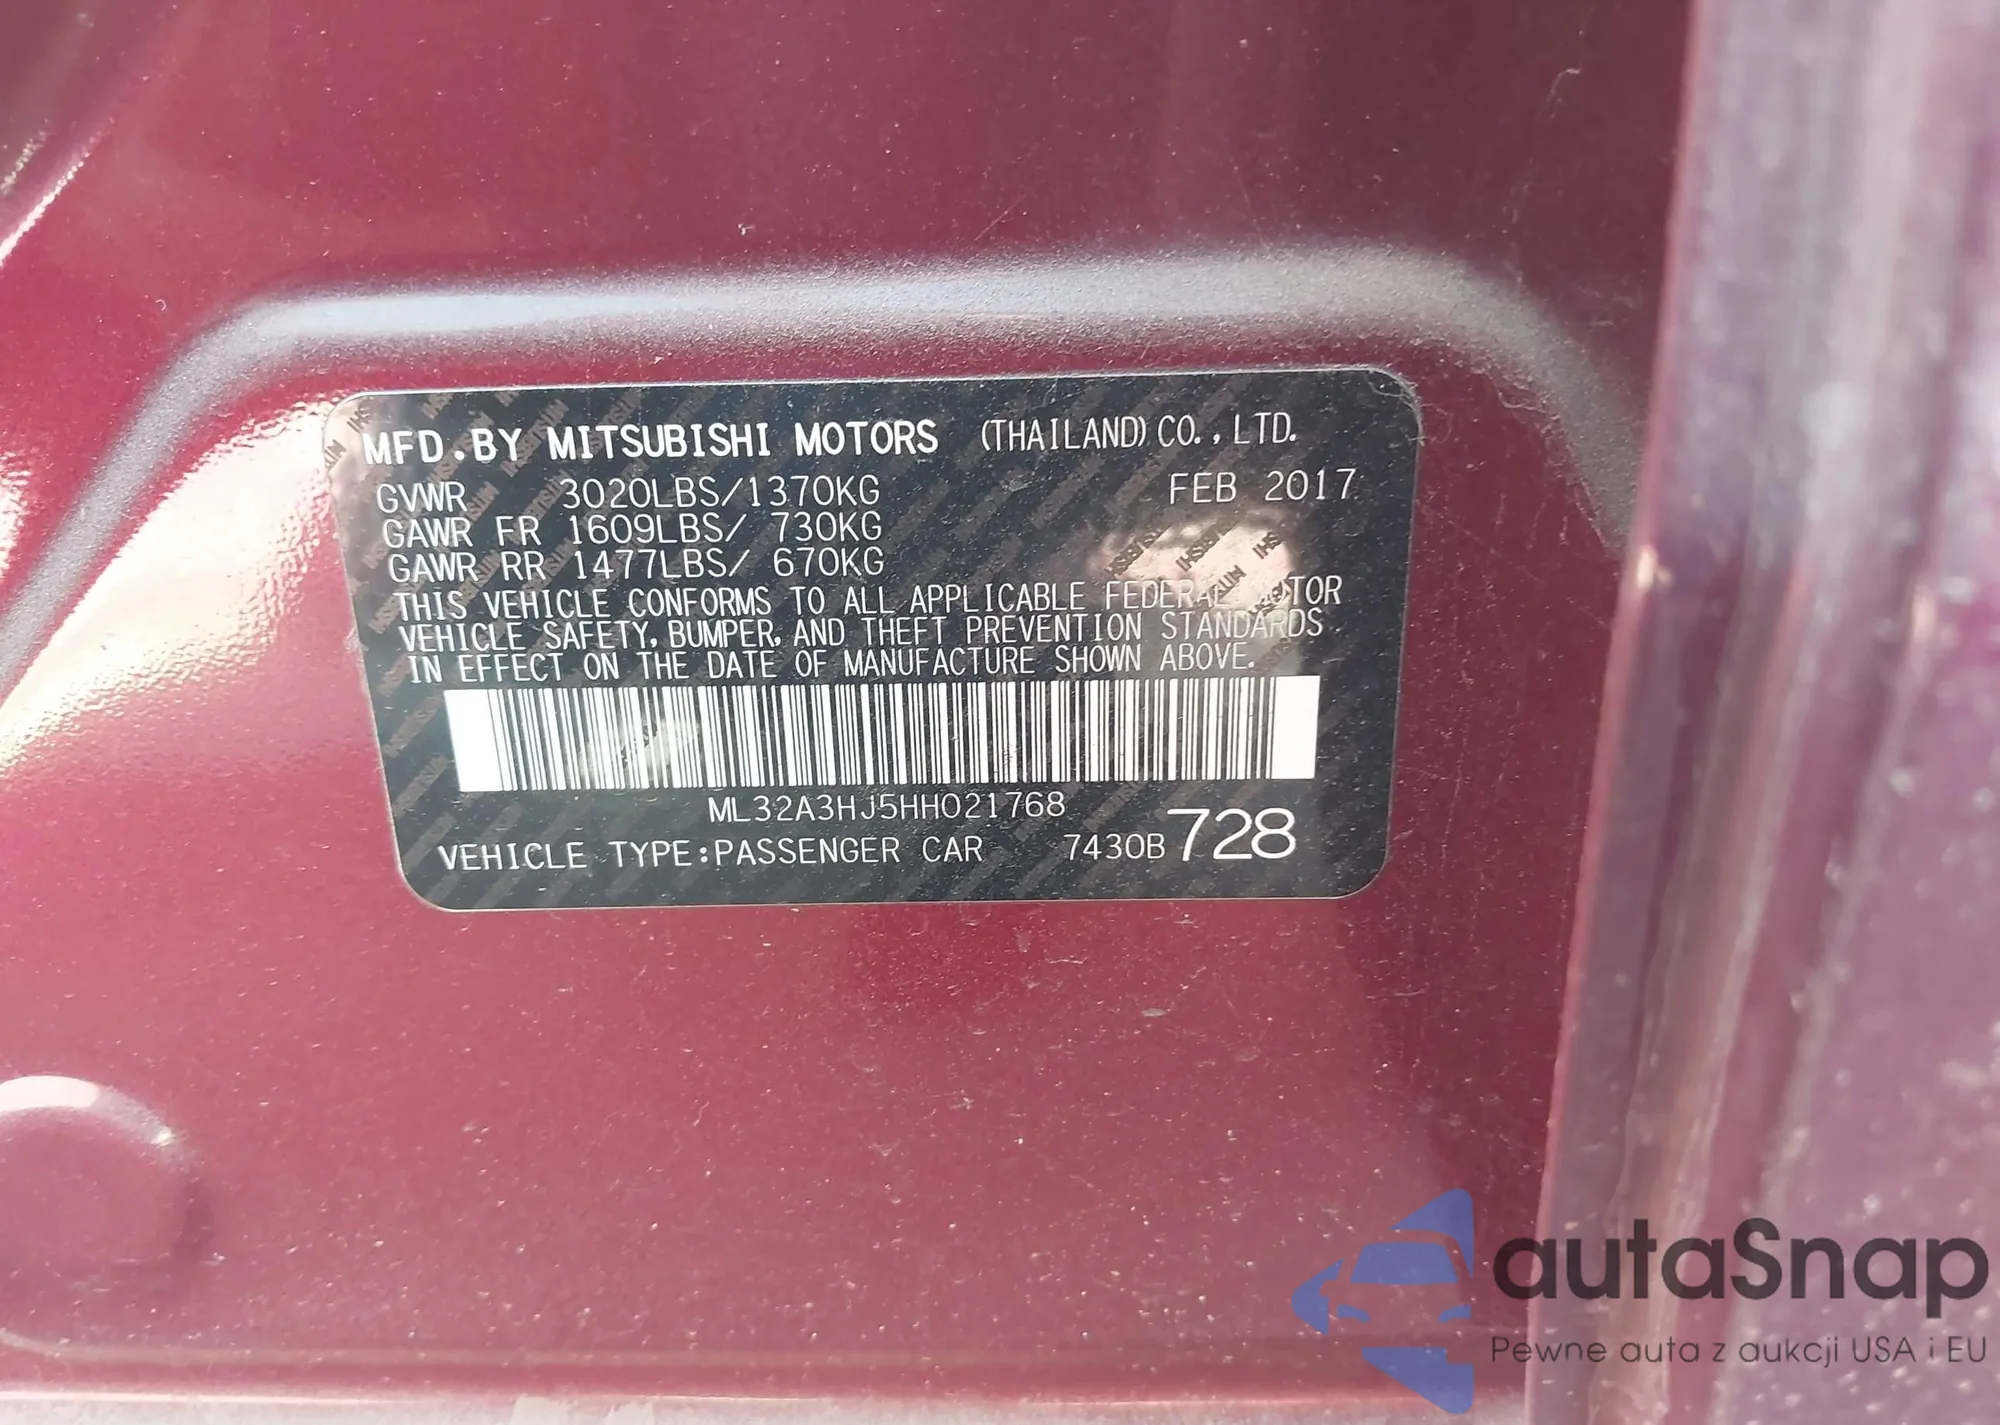 MFD.BY MITSUBISHI MOTORS (THAILAND) CO.,LTD.
GVWR 3020LBS/1370KG FEB 2017
GAWR FR 1609LBS/ 730KG
GAWR RR 1477LBS/ 670KG
THIS VEHICLE CONFORMS TO ALL APPLICABLE FEDERAL MOTOR
VEHICLE SAFETY, BUMPER, AND THEFT PREVENTION STANDARDS
IN EFFECT ON THE DATE OF MANUFACTURE SHOWN ABOVE.
ML32A3HJ5HH021768
VEHICLE TYPE:PASSENGER CAR 7430B 728
autaSnap
Pewne auta z aukcji USA i EU